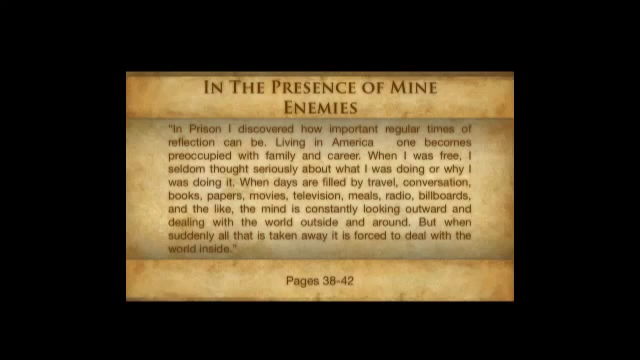 IN THE PRESENCE OF MINE
ENEMIES
"In Prison I discovered how important regular times of
reflection can be. Living in America one becomes
preoccupied with family and career. When I was free, I
seldom thought seriously about what I was doing or why I
was doing it. When days are filled by travel, conversation,
books, papers, movies, television, meals, radio, billboards,
and the like, the mind is constantly looking outward and
dealing with the world outside and around. But when
suddenly all that is taken away it is forced to deal with the
world inside."
Pages 38-42